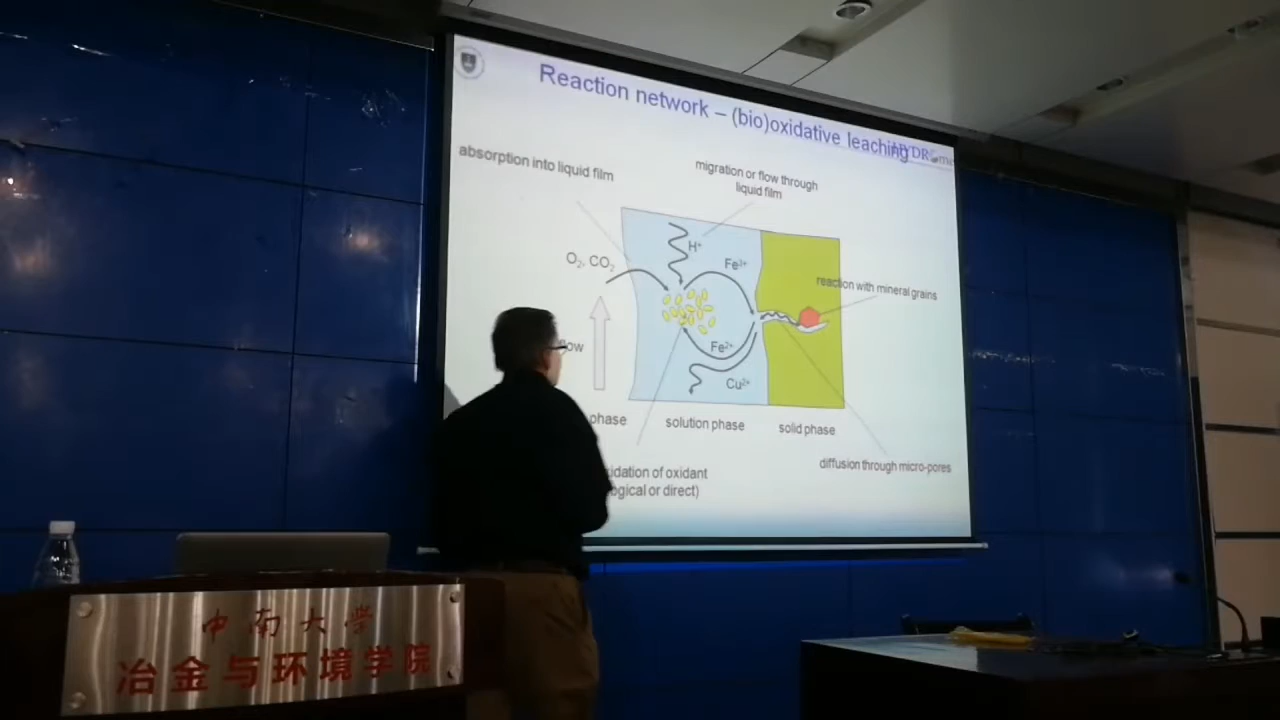 Reaction network – (bio)oxidative leaching
absorption into liquid film
migration or flow through
liquid film
H⁺
O₂, CO₂
Fe³⁺
reaction with mineral grains
flow
Fe²⁺
Cu²⁺
phase
solution phase
solid phase
diffusion through micro-pores
idation of oxidant
ogical or direct)
中南大学
冶金与环境学院